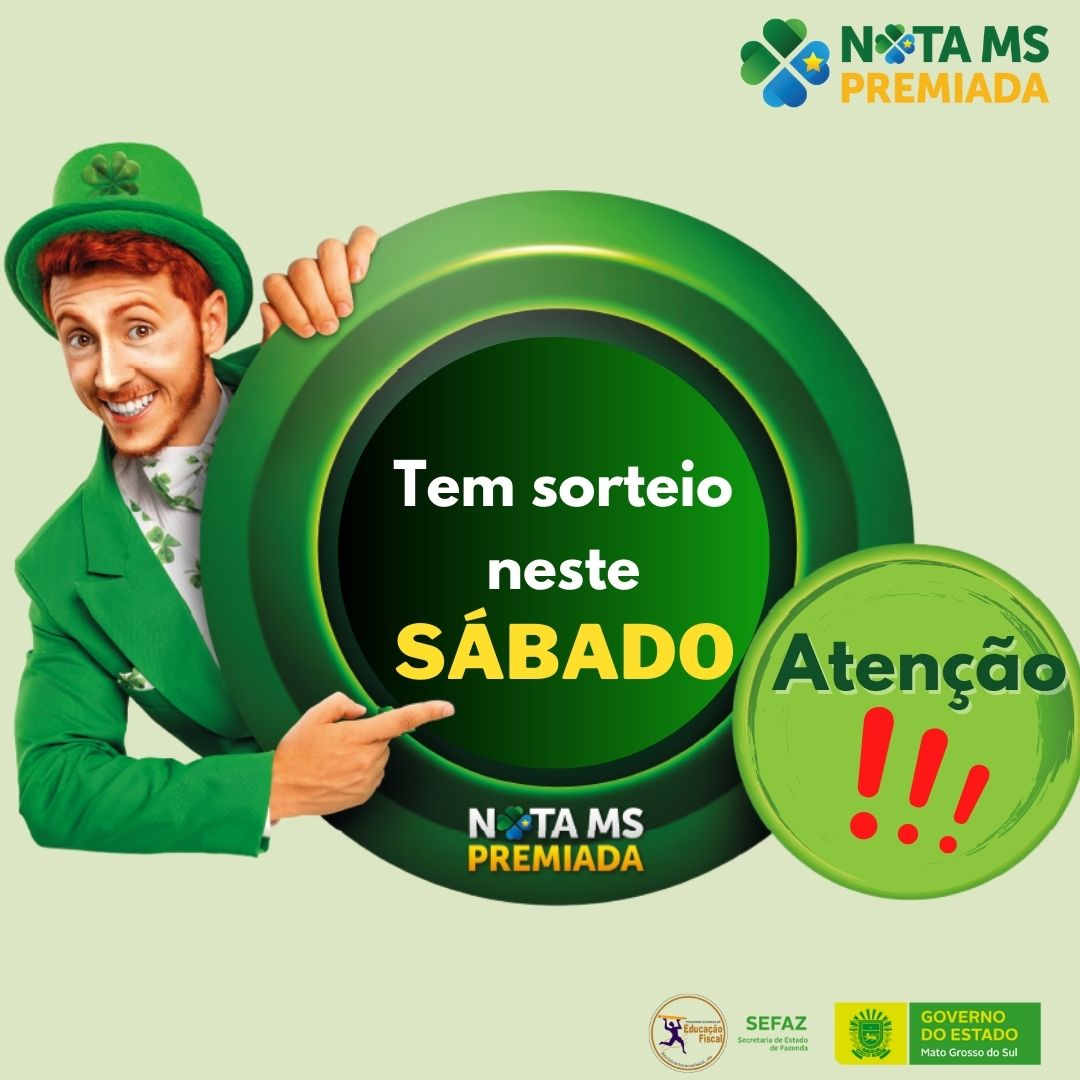 NOTA MS
PREMIADA
Tem sorteio
neste
SÁBADO
Atenção
!!!
NOTA MS
PREMIADA
Educação
Fiscal
SEFAZ
Secretaria de Estado
de Fazenda
GOVERNO
DO ESTADO
Mato Grosso do Sul